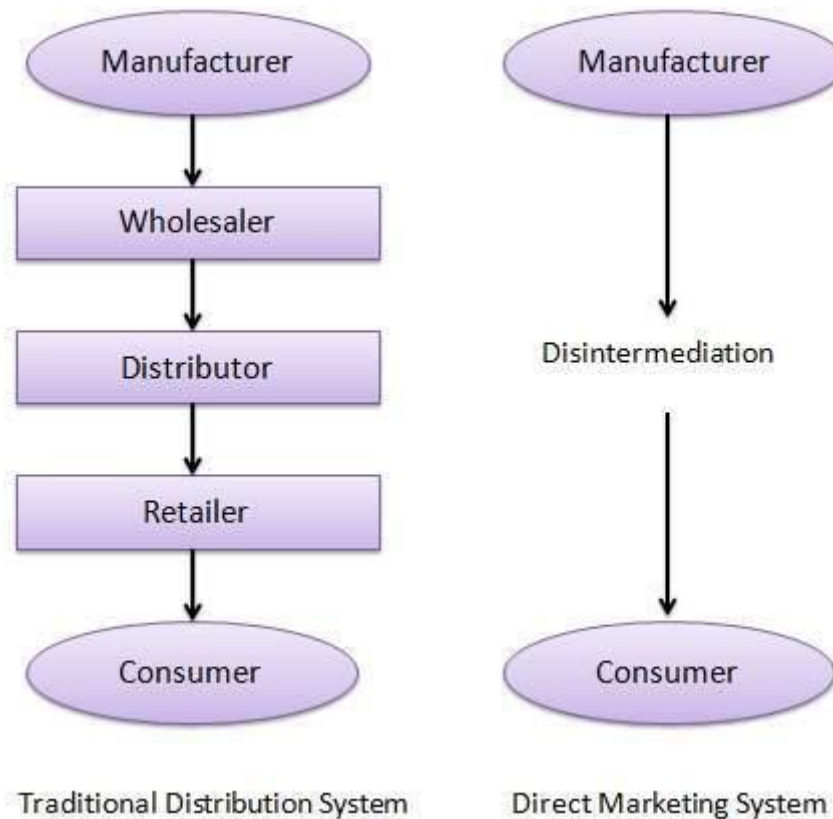 Manufacturer
Wholesaler
Distributor
Retailer
Consumer
Traditional Distribution System
Manufacturer
Disintermediation
Consumer
Direct Marketing System